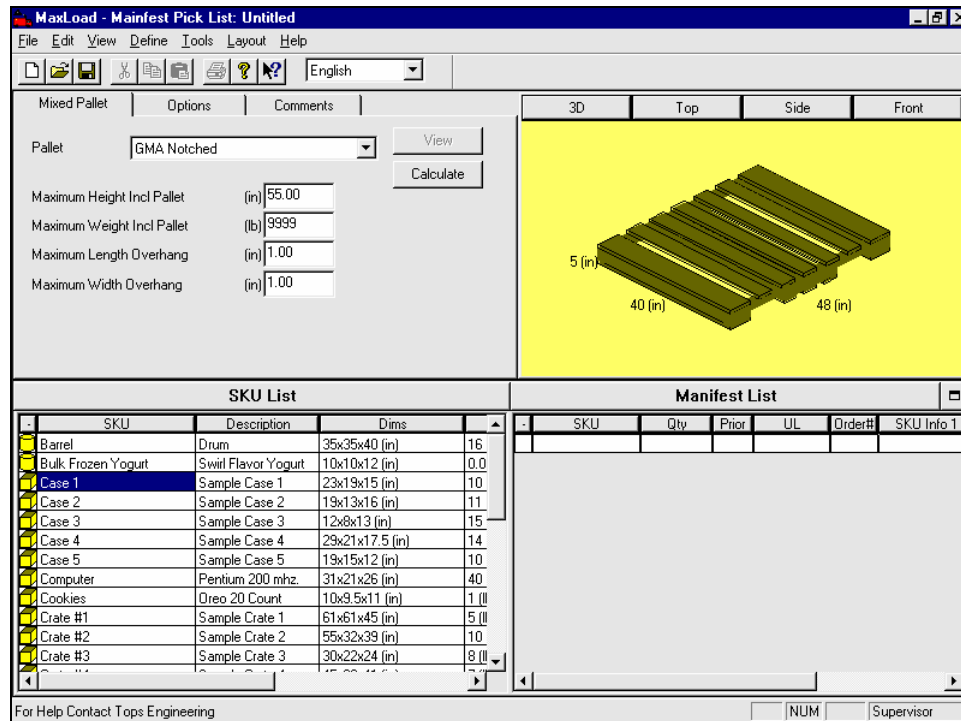 MaxLoad - Mainfest Pick List: Untitled
File Edit View Define Tools Layout Help
English
Mixed Pallet Options Comments
3D Top Side Front
Pallet GMA Notched View
Calculate
Maximum Height Incl Pallet (in) 55.00
Maximum Weight Incl Pallet (lb) 9999
Maximum Length Overhang (in) 1.00
Maximum Width Overhang (in) 1.00
5 (in)
40 (in) 48 (in)
SKU List
- SKU Description Dims
Barrel Drum 35x35x40 (in) 16
Bulk Frozen Yogurt Swirl Flavor Yogurt 10x10x12 (in) 0.0
Case 1 Sample Case 1 23x19x15 (in) 10
Case 2 Sample Case 2 19x13x16 (in) 11
Case 3 Sample Case 3 12x8x13 (in) 15
Case 4 Sample Case 4 29x21x17.5 (in) 14
Case 5 Sample Case 5 19x15x12 (in) 10
Computer Pentium 200 mhz. 31x21x26 (in) 40
Cookies Oreo 20 Count 10x9.5x11 (in) 1 (l
Crate #1 Sample Crate 1 61x61x45 (in) 5 (l
Crate #2 Sample Crate 2 55x32x39 (in) 10
Crate #3 Sample Crate 3 30x22x24 (in) 8 (l
Manifest List
- SKU Qty Prior UL Order# SKU Info 1
For Help Contact Tops Engineering NUM Supervisor